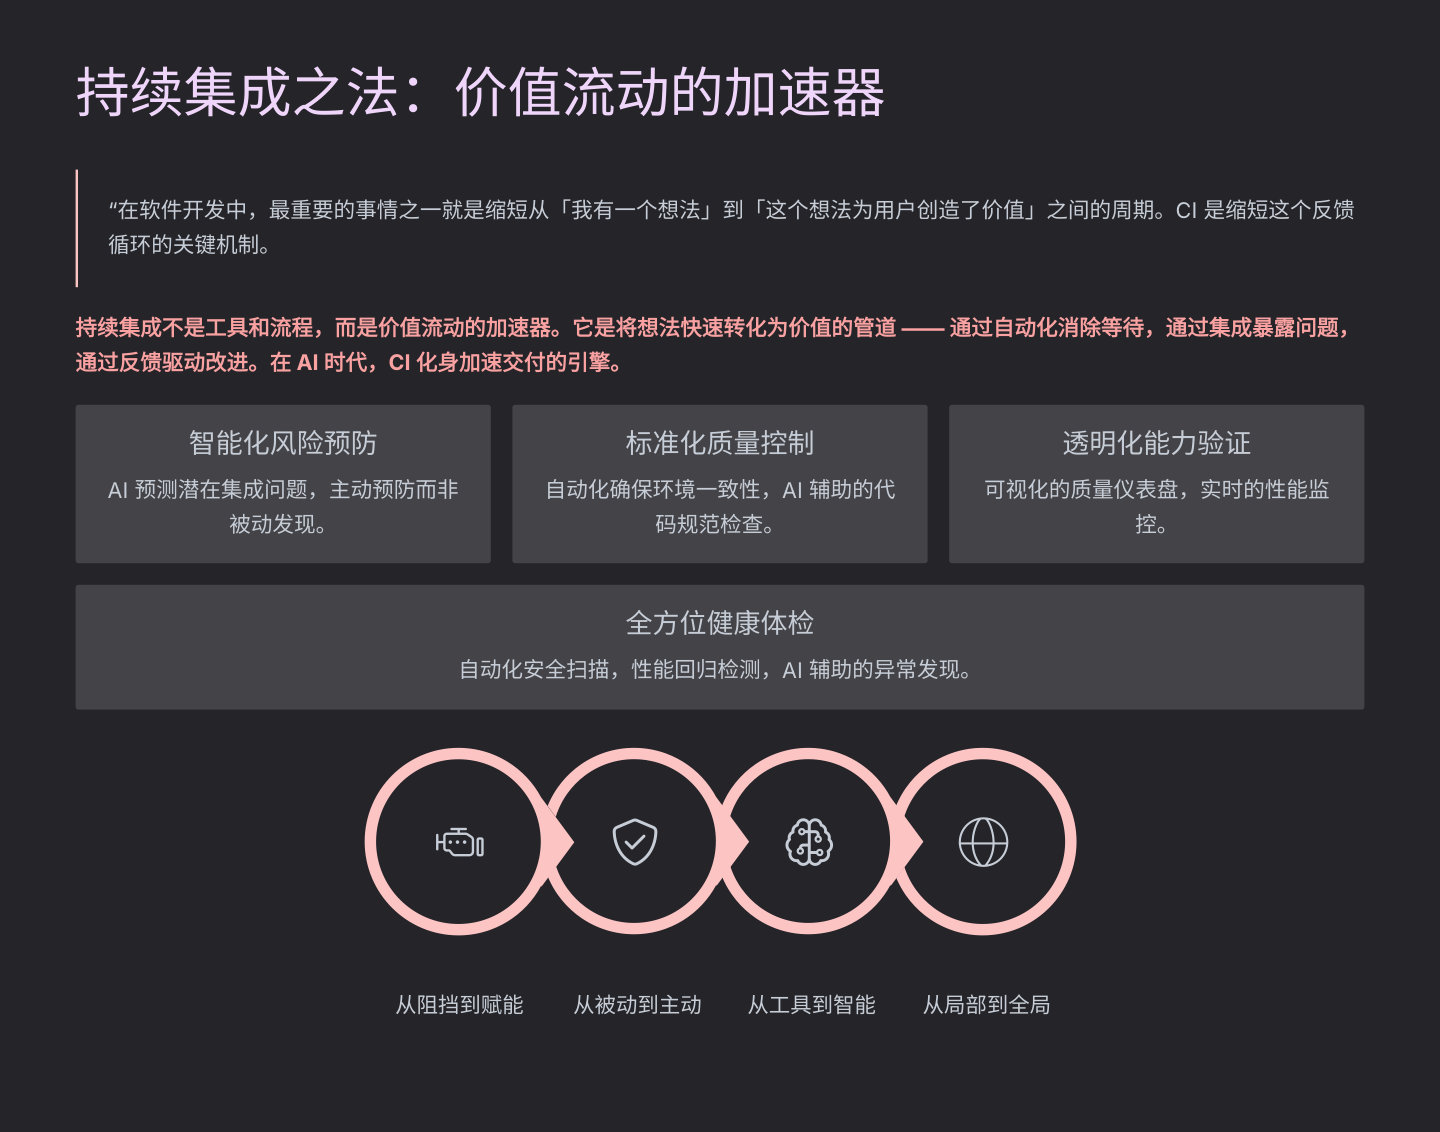 持续集成之法：价值流动的加速器
“在软件开发中，最重要的事情之一就是缩短从「我有一个想法」到「这个想法为用户创造了价值」之间的周期。CI 是缩短这个反馈
循环的关键机制。
持续集成不是工具和流程，而是价值流动的加速器。它是将想法快速转化为价值的管道 —— 通过自动化消除等待，通过集成暴露问题，
通过反馈驱动改进。在 AI 时代，CI 化身加速交付的引擎。
智能化风险预防
AI 预测潜在集成问题，主动预防而非
被动发现。
标准化质量控制
自动化确保环境一致性，AI 辅助的代
码规范检查。
透明化能力验证
可视化的质量仪表盘，实时的性能监
控。
全方位健康体检
自动化安全扫描，性能回归检测，AI 辅助的异常发现。
从阻挡到赋能
从被动到主动
从工具到智能
从局部到全局